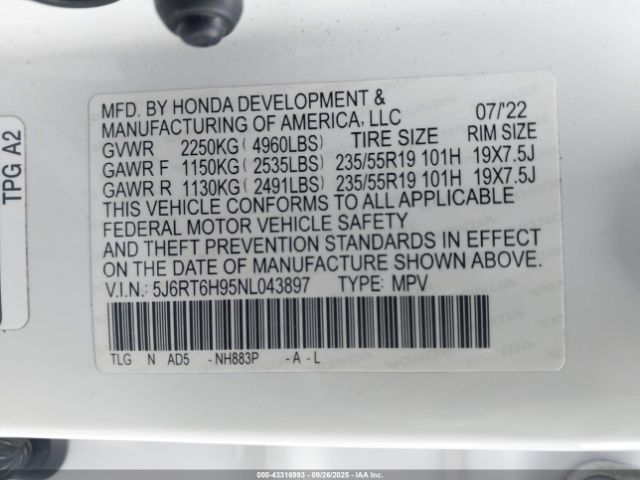 TPG A2
MFD. BY HONDA DEVELOPMENT &
MANUFACTURING OF AMERICA, LLC 07/'22
GVWR 2250KG( 4960LBS) TIRE SIZE RIM SIZE
GAWR F 1150KG( 2535LBS) 235/55R19 101H 19X7.5J
GAWR R 1130KG( 2491LBS) 235/55R19 101H 19X7.5J
THIS VEHICLE CONFORMS TO ALL APPLICABLE
FEDERAL MOTOR VEHICLE SAFETY
AND THEFT PREVENTION STANDARDS IN EFFECT
ON THE DATE OF MANUFACTURE SHOWN ABOVE.
V.I.N.: 5J6RT6H95NL043897 TYPE: MPV
TLG N AD5 -NH883P -A-L
000-43316993 - 09/26/2025 - Copyright © IAA